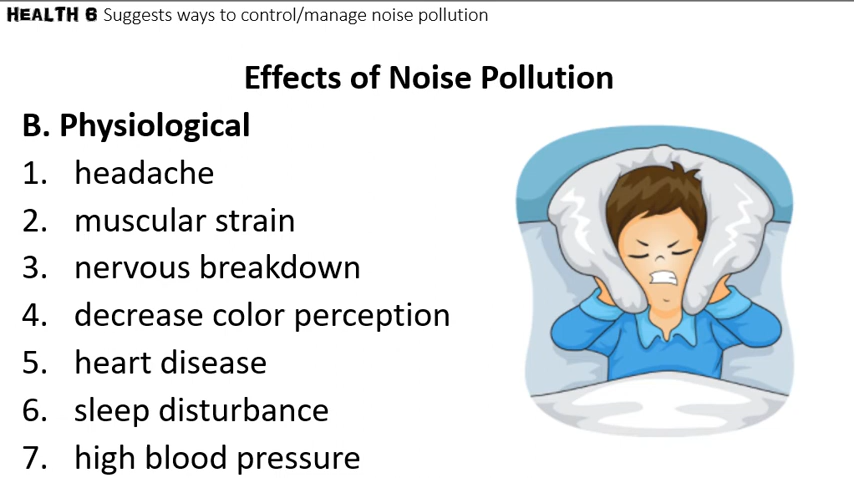 HEALTH 6 Suggests ways to control/manage noise pollution
Effects of Noise Pollution
B. Physiological
1. headache
2. muscular strain
3. nervous breakdown
4. decrease color perception
5. heart disease
6. sleep disturbance
7. high blood pressure